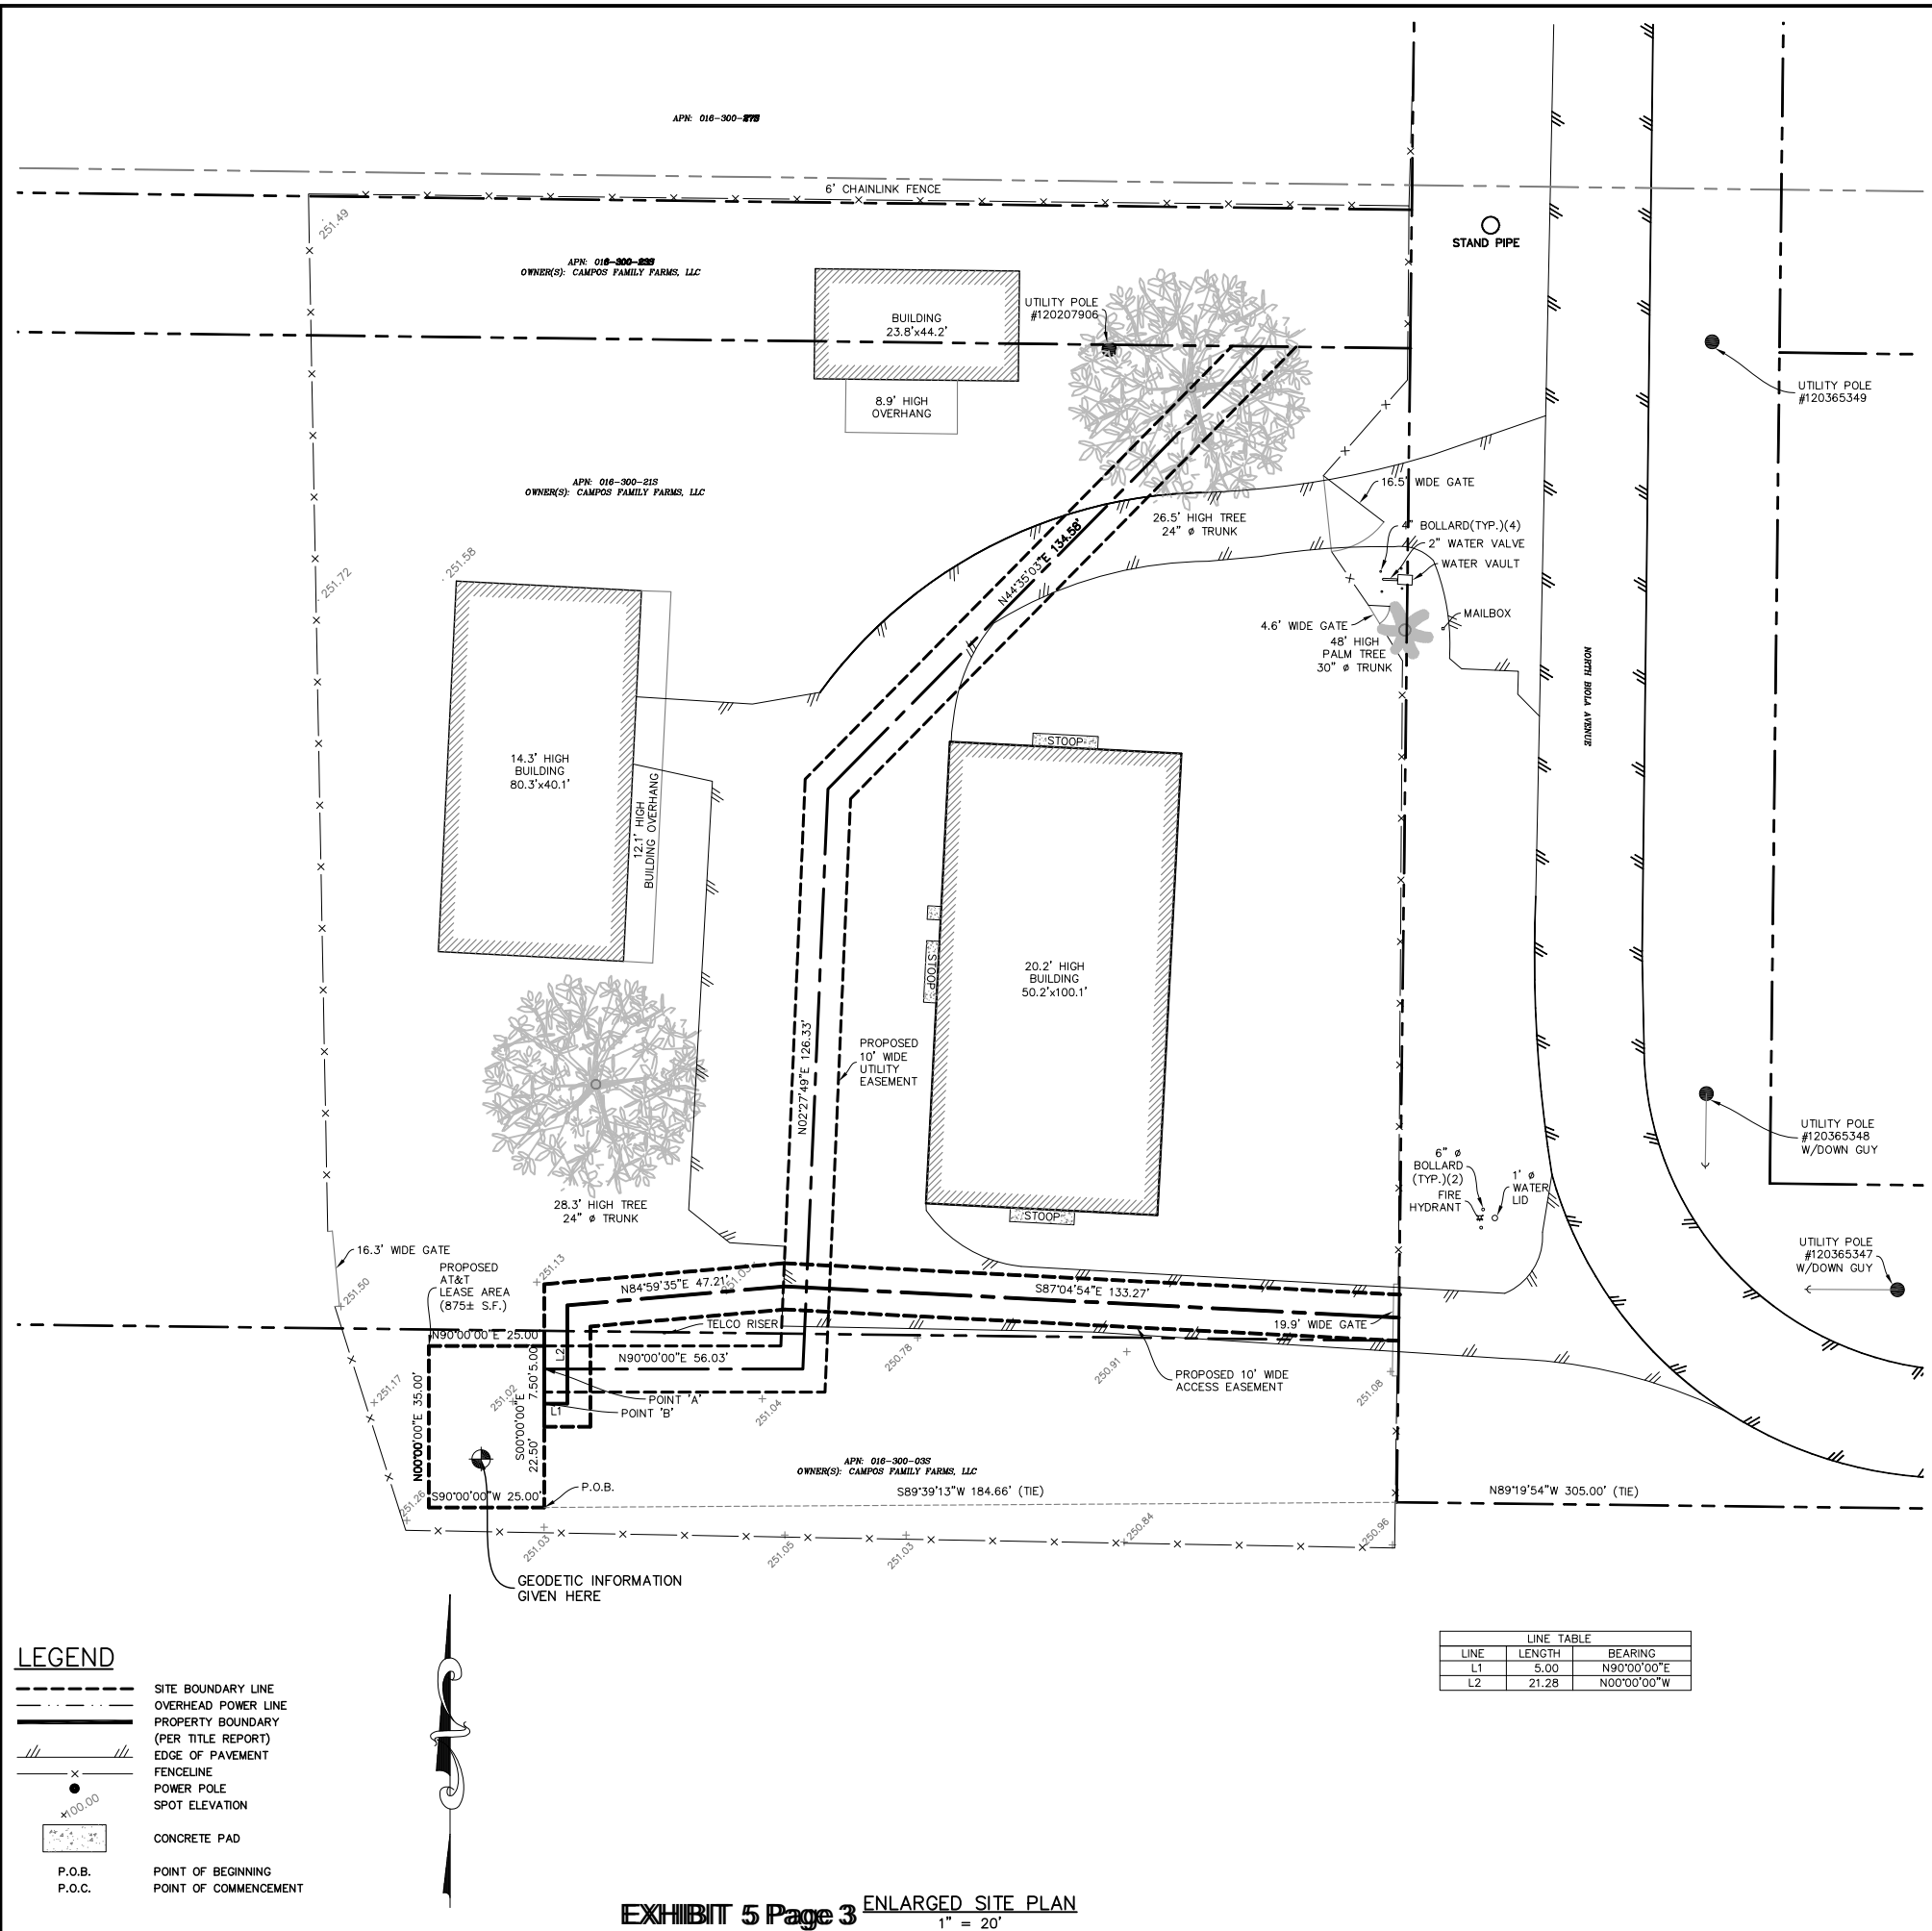 APN: 016-300-27S
6' CHAINLINK FENCE
251.49
STAND PIPE
APN: 016-300-23S
OWNER(S): CAMPOS FAMILY FARMS, LLC
BUILDING
23.8'x44.2'
UTILITY POLE
#120207906
UTILITY POLE
#120365349
8.9' HIGH
OVERHANG
APN: 016-300-21S
OWNER(S): CAMPOS FAMILY FARMS, LLC
16.5' WIDE GATE
26.5' HIGH TREE
24" ø TRUNK
4" BOLLARD(TYP.)(4)
2" WATER VALVE
WATER VAULT
251.58
251.72
N44°35'03"E 134.58'
MAILBOX
4.6' WIDE GATE
48' HIGH
PALM TREE
30" ø TRUNK
NORTH BIOLA AVENUE
STOOP
14.3' HIGH
BUILDING
80.3'x40.1'
12.1' HIGH
BUILDING OVERHANG
STOOP
20.2' HIGH
BUILDING
50.2'x100.1'
N02°27'49"E 126.33'
PROPOSED
10' WIDE
UTILITY
EASEMENT
UTILITY POLE
#120365348
W/DOWN GUY
6" ø
BOLLARD
(TYP.)(2)
FIRE
HYDRANT
1' ø
WATER
LID
28.3' HIGH TREE
24" ø TRUNK
STOOP
UTILITY POLE
#120365347
W/DOWN GUY
16.3' WIDE GATE
PROPOSED
AT&T
LEASE AREA
(875± S.F.)
251.13
251.50
N84°59'35"E 47.21'
251.03
S87°04'54"E 133.27'
TELCO RISER
19.9' WIDE GATE
N90°00'00"E 25.00'
L2
N90°00'00"E 56.03'
250.78
250.91
PROPOSED 10' WIDE
ACCESS EASEMENT
251.08
251.17
N00°00'00"E 35.00'
251.02
5.00'
7.50'
S00°00'00"E
22.50'
L1
POINT 'A'
POINT 'B'
251.04
APN: 016-300-03S
OWNER(S): CAMPOS FAMILY FARMS, LLC
S90°00'00"W 25.00'
P.O.B.
S89°39'13"W 184.66' (TIE)
N89°19'54"W 305.00' (TIE)
251.26
251.03
251.05
251.03
250.84
250.96
GEODETIC INFORMATION
GIVEN HERE
LEGEND
SITE BOUNDARY LINE
OVERHEAD POWER LINE
PROPERTY BOUNDARY
(PER TITLE REPORT)
EDGE OF PAVEMENT
FENCELINE
POWER POLE
100.00 SPOT ELEVATION
CONCRETE PAD
P.O.B. POINT OF BEGINNING
P.O.C. POINT OF COMMENCEMENT
LINE TABLE
LINE LENGTH BEARING
L1 5.00 N90°00'00"E
L2 21.28 N00°00'00"W
EXHIBIT 5 Page 3
ENLARGED SITE PLAN
1" = 20'